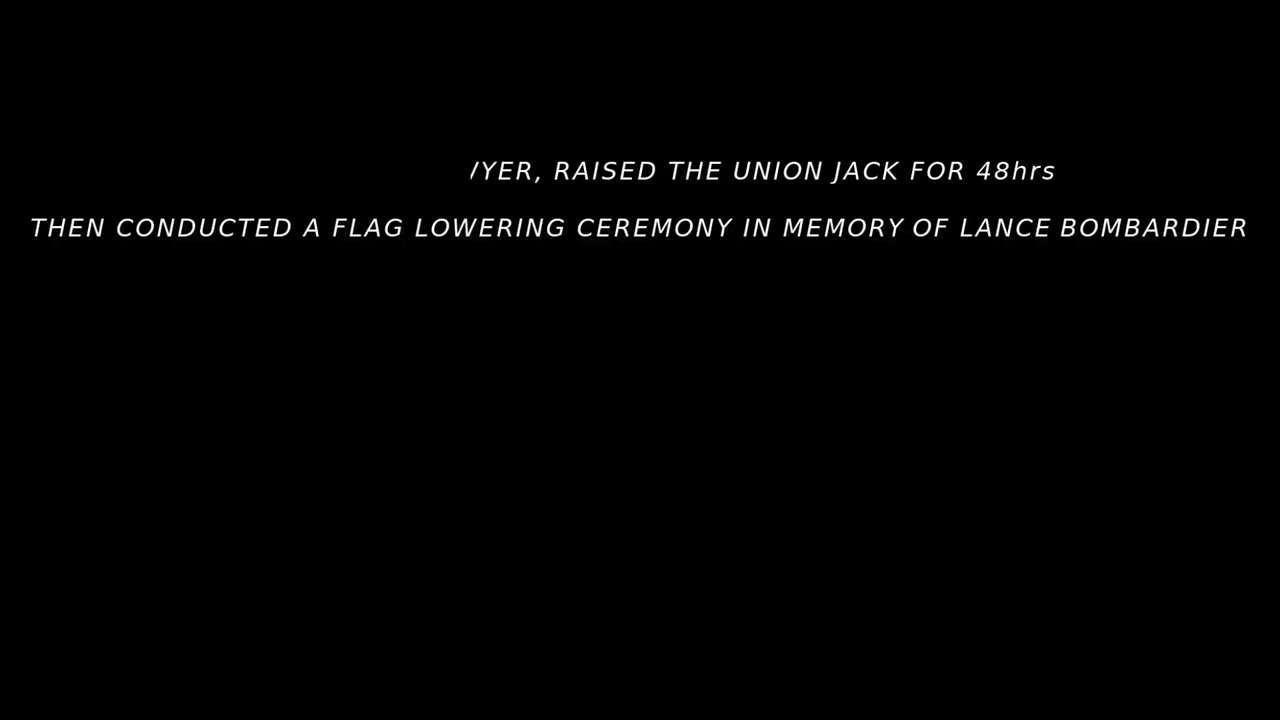 RAISED THE UNION JACK FOR 48hrs
THEN CONDUCTED A FLAG LOWERING CEREMONY IN MEMORY OF LANCE BOMBARDIER